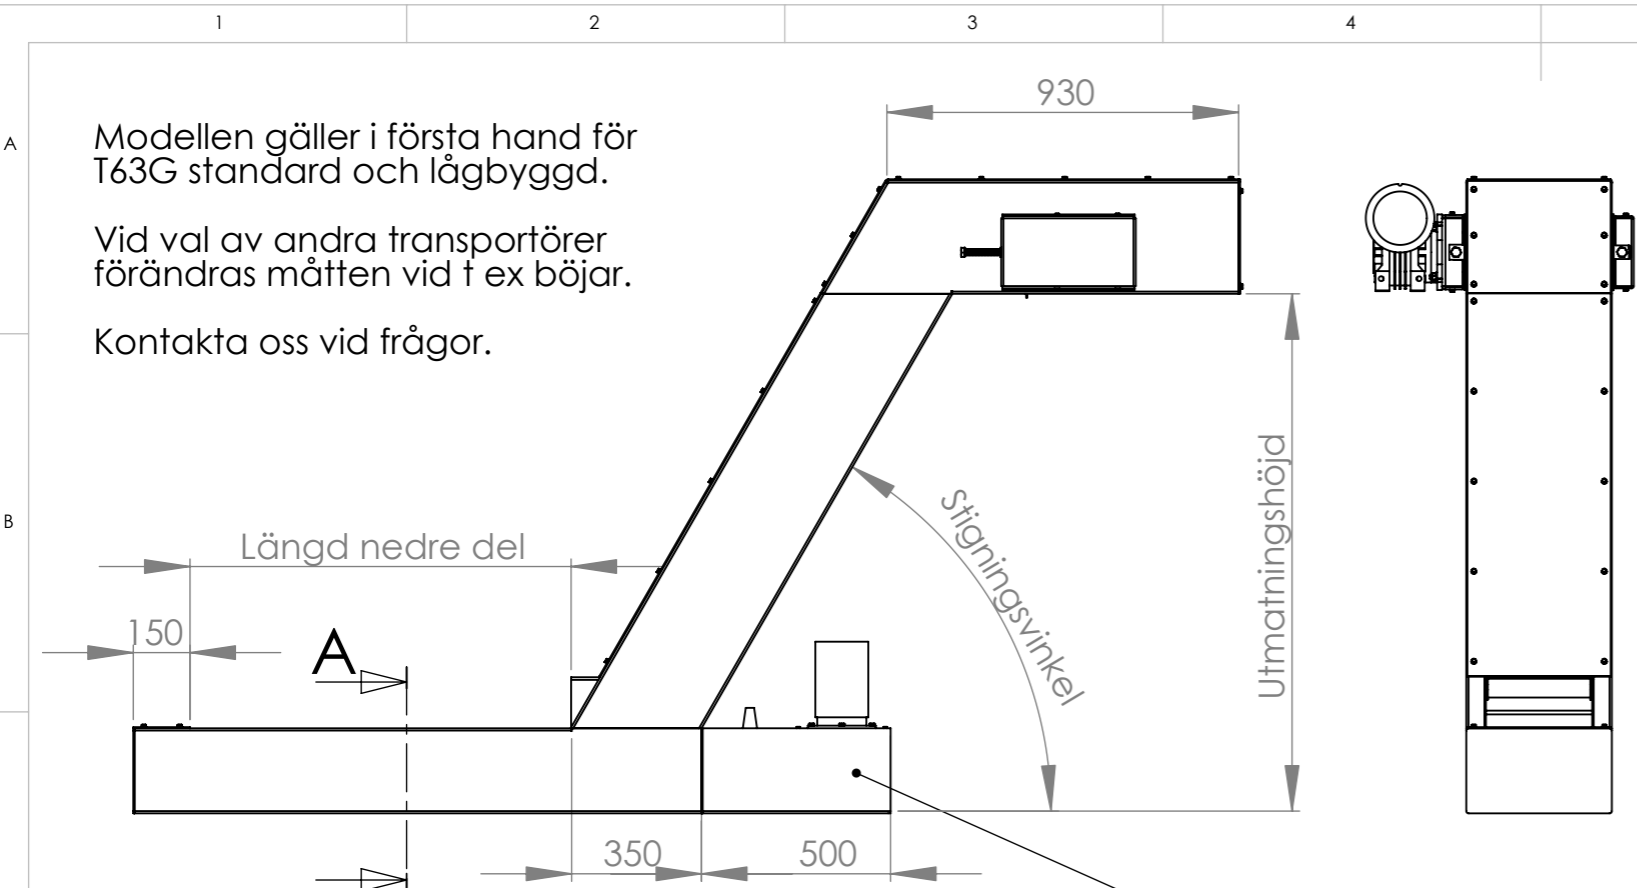 1 2 3 4
A
Modellen gäller i första hand för
T63G standard och lågbyggd.
Vid val av andra transportörer
förändras måtten vid t ex böjar.
Kontakta oss vid frågor.
930
B
Längd nedre del
150
A
Stigningsvinkel
Utmatningshöjd
350
500